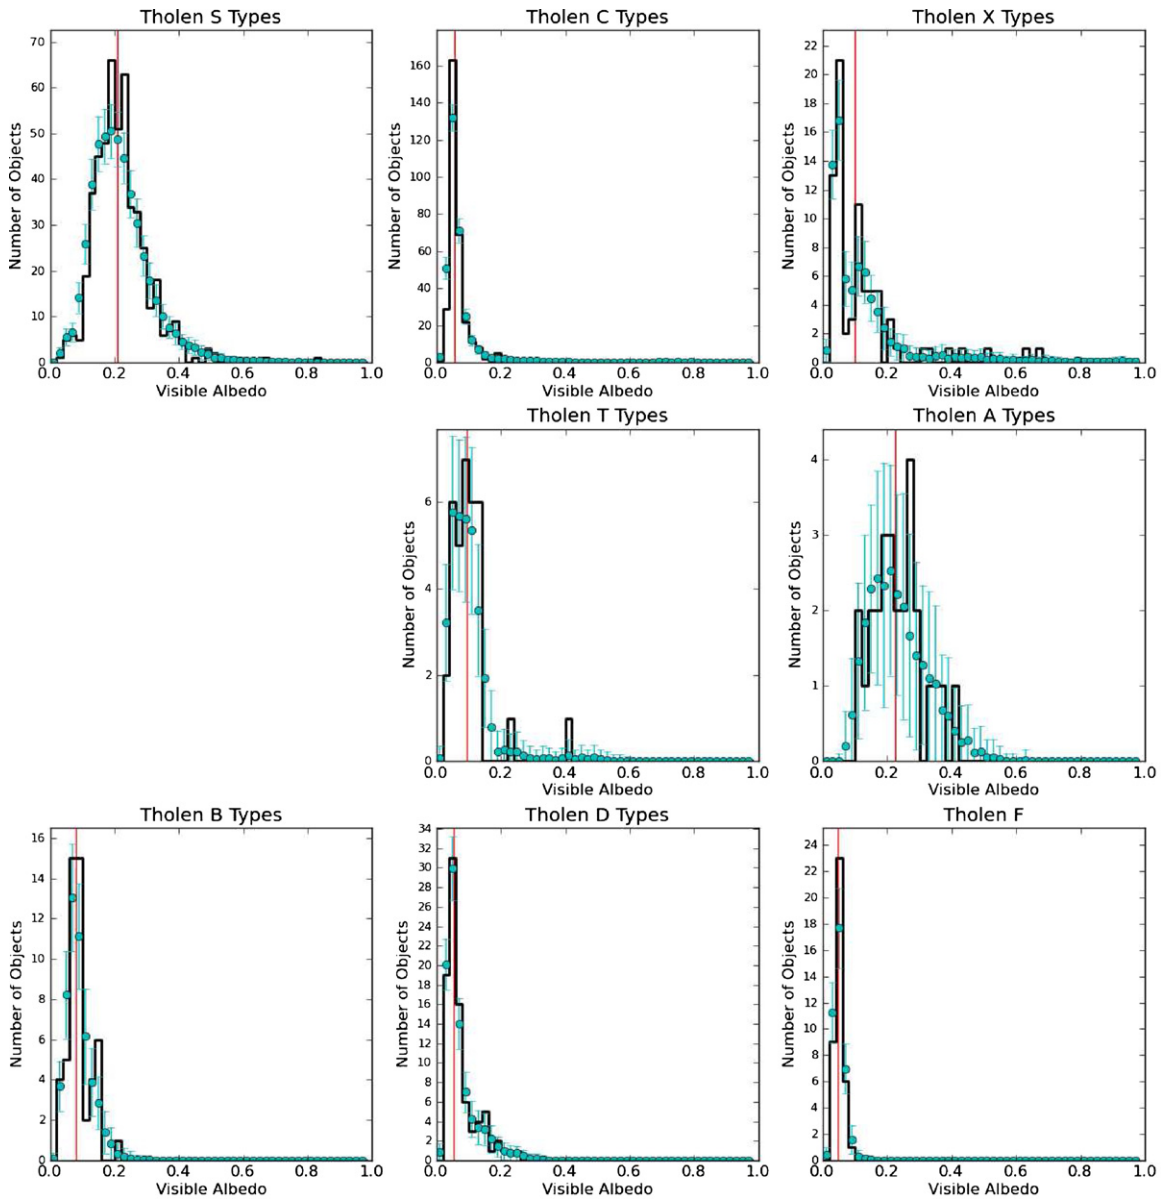 Tholen S Types
Number of Objects
70
60
50
40
30
20
10
0
0.0 0.2 0.4 0.6 0.8 1.0
Visible Albedo
Tholen C Types
Number of Objects
160
140
120
100
80
60
40
20
0
0.0 0.2 0.4 0.6 0.8 1.0
Visible Albedo
Tholen X Types
Number of Objects
22
20
18
16
14
12
10
8
6
4
2
0
0.0 0.2 0.4 0.6 0.8 1.0
Visible Albedo
Tholen T Types
Number of Objects
6
4
2
0
0.0 0.2 0.4 0.6 0.8 1.0
Visible Albedo
Tholen A Types
Number of Objects
4
3
2
1
0
0.0 0.2 0.4 0.6 0.8 1.0
Visible Albedo
Tholen B Types
Number of Objects
16
14
12
10
8
6
4
2
0
0.0 0.2 0.4 0.6 0.8 1.0
Visible Albedo
Tholen D Types
Number of Objects
34
32
30
28
26
24
22
20
18
16
14
12
10
8
6
4
2
0
0.0 0.2 0.4 0.6 0.8 1.0
Visible Albedo
Tholen F
Number of Objects
24
22
20
18
16
14
12
10
8
6
4
2
0
0.0 0.2 0.4 0.6 0.8 1.0
Visible Albedo